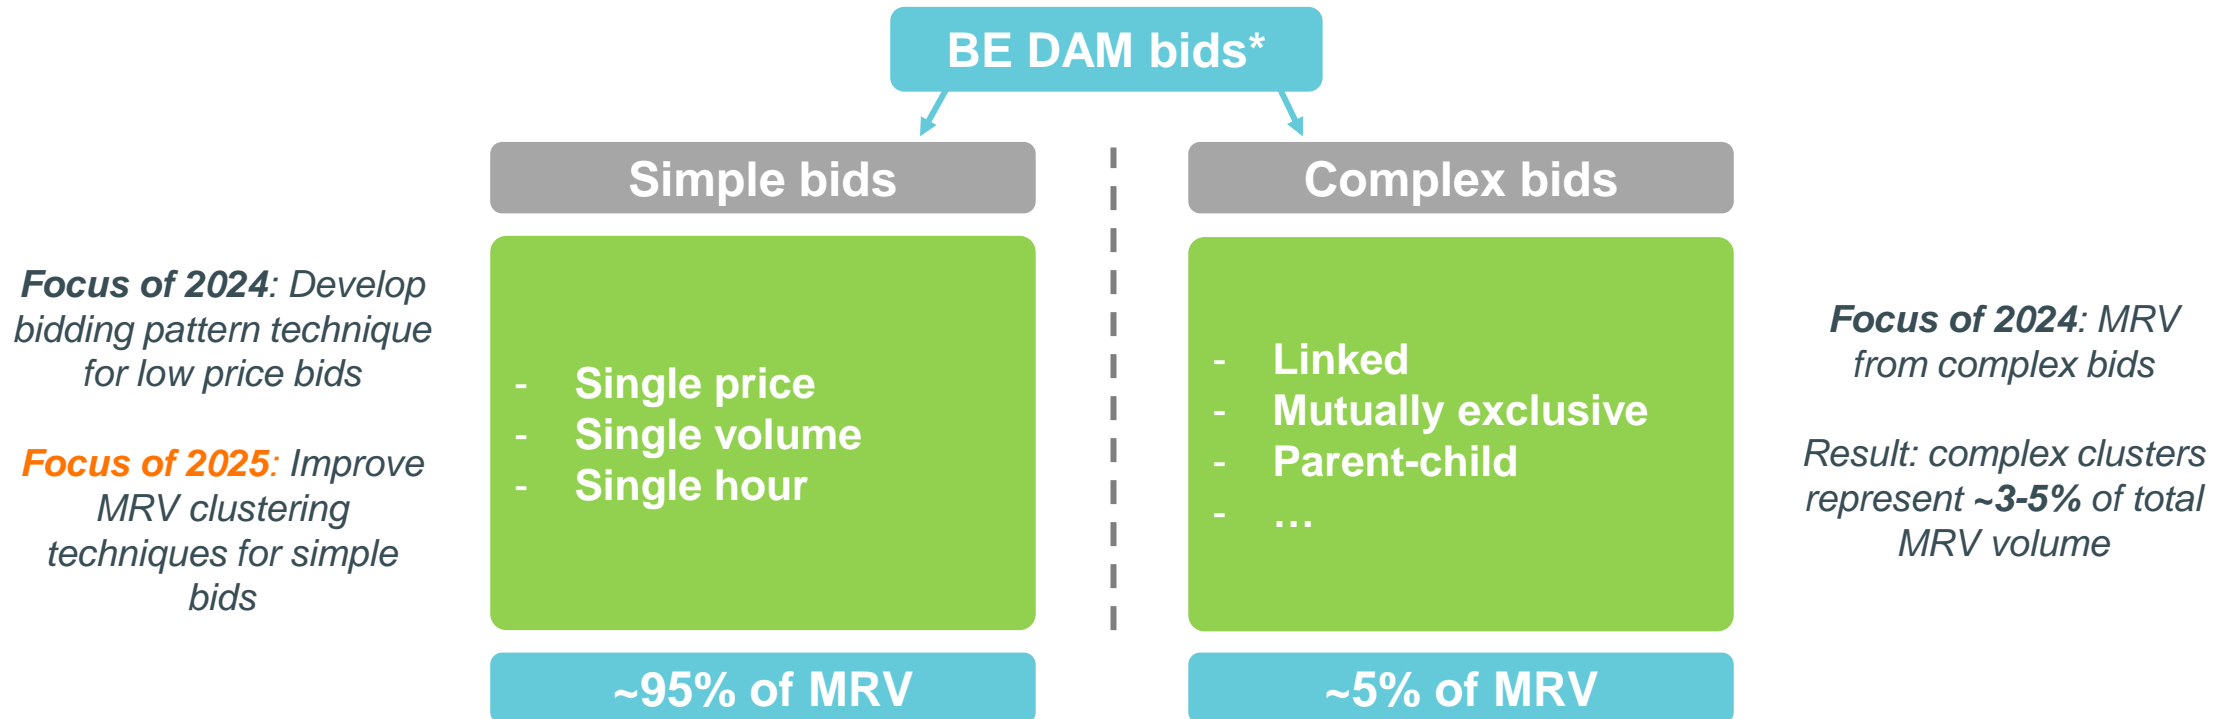 BE DAM bids*
Simple bids
Complex bids
Focus of 2024: Develop
bidding pattern technique
for low price bids
Focus of 2025: Improve
MRV clustering
techniques for simple
bids
- Single price
- Single volume
- Single hour
- Linked
- Mutually exclusive
- Parent-child
- …
Focus of 2024: MRV
from complex bids
Result: complex clusters
represent ~3-5% of total
MRV volume
~95% of MRV
~5% of MRV